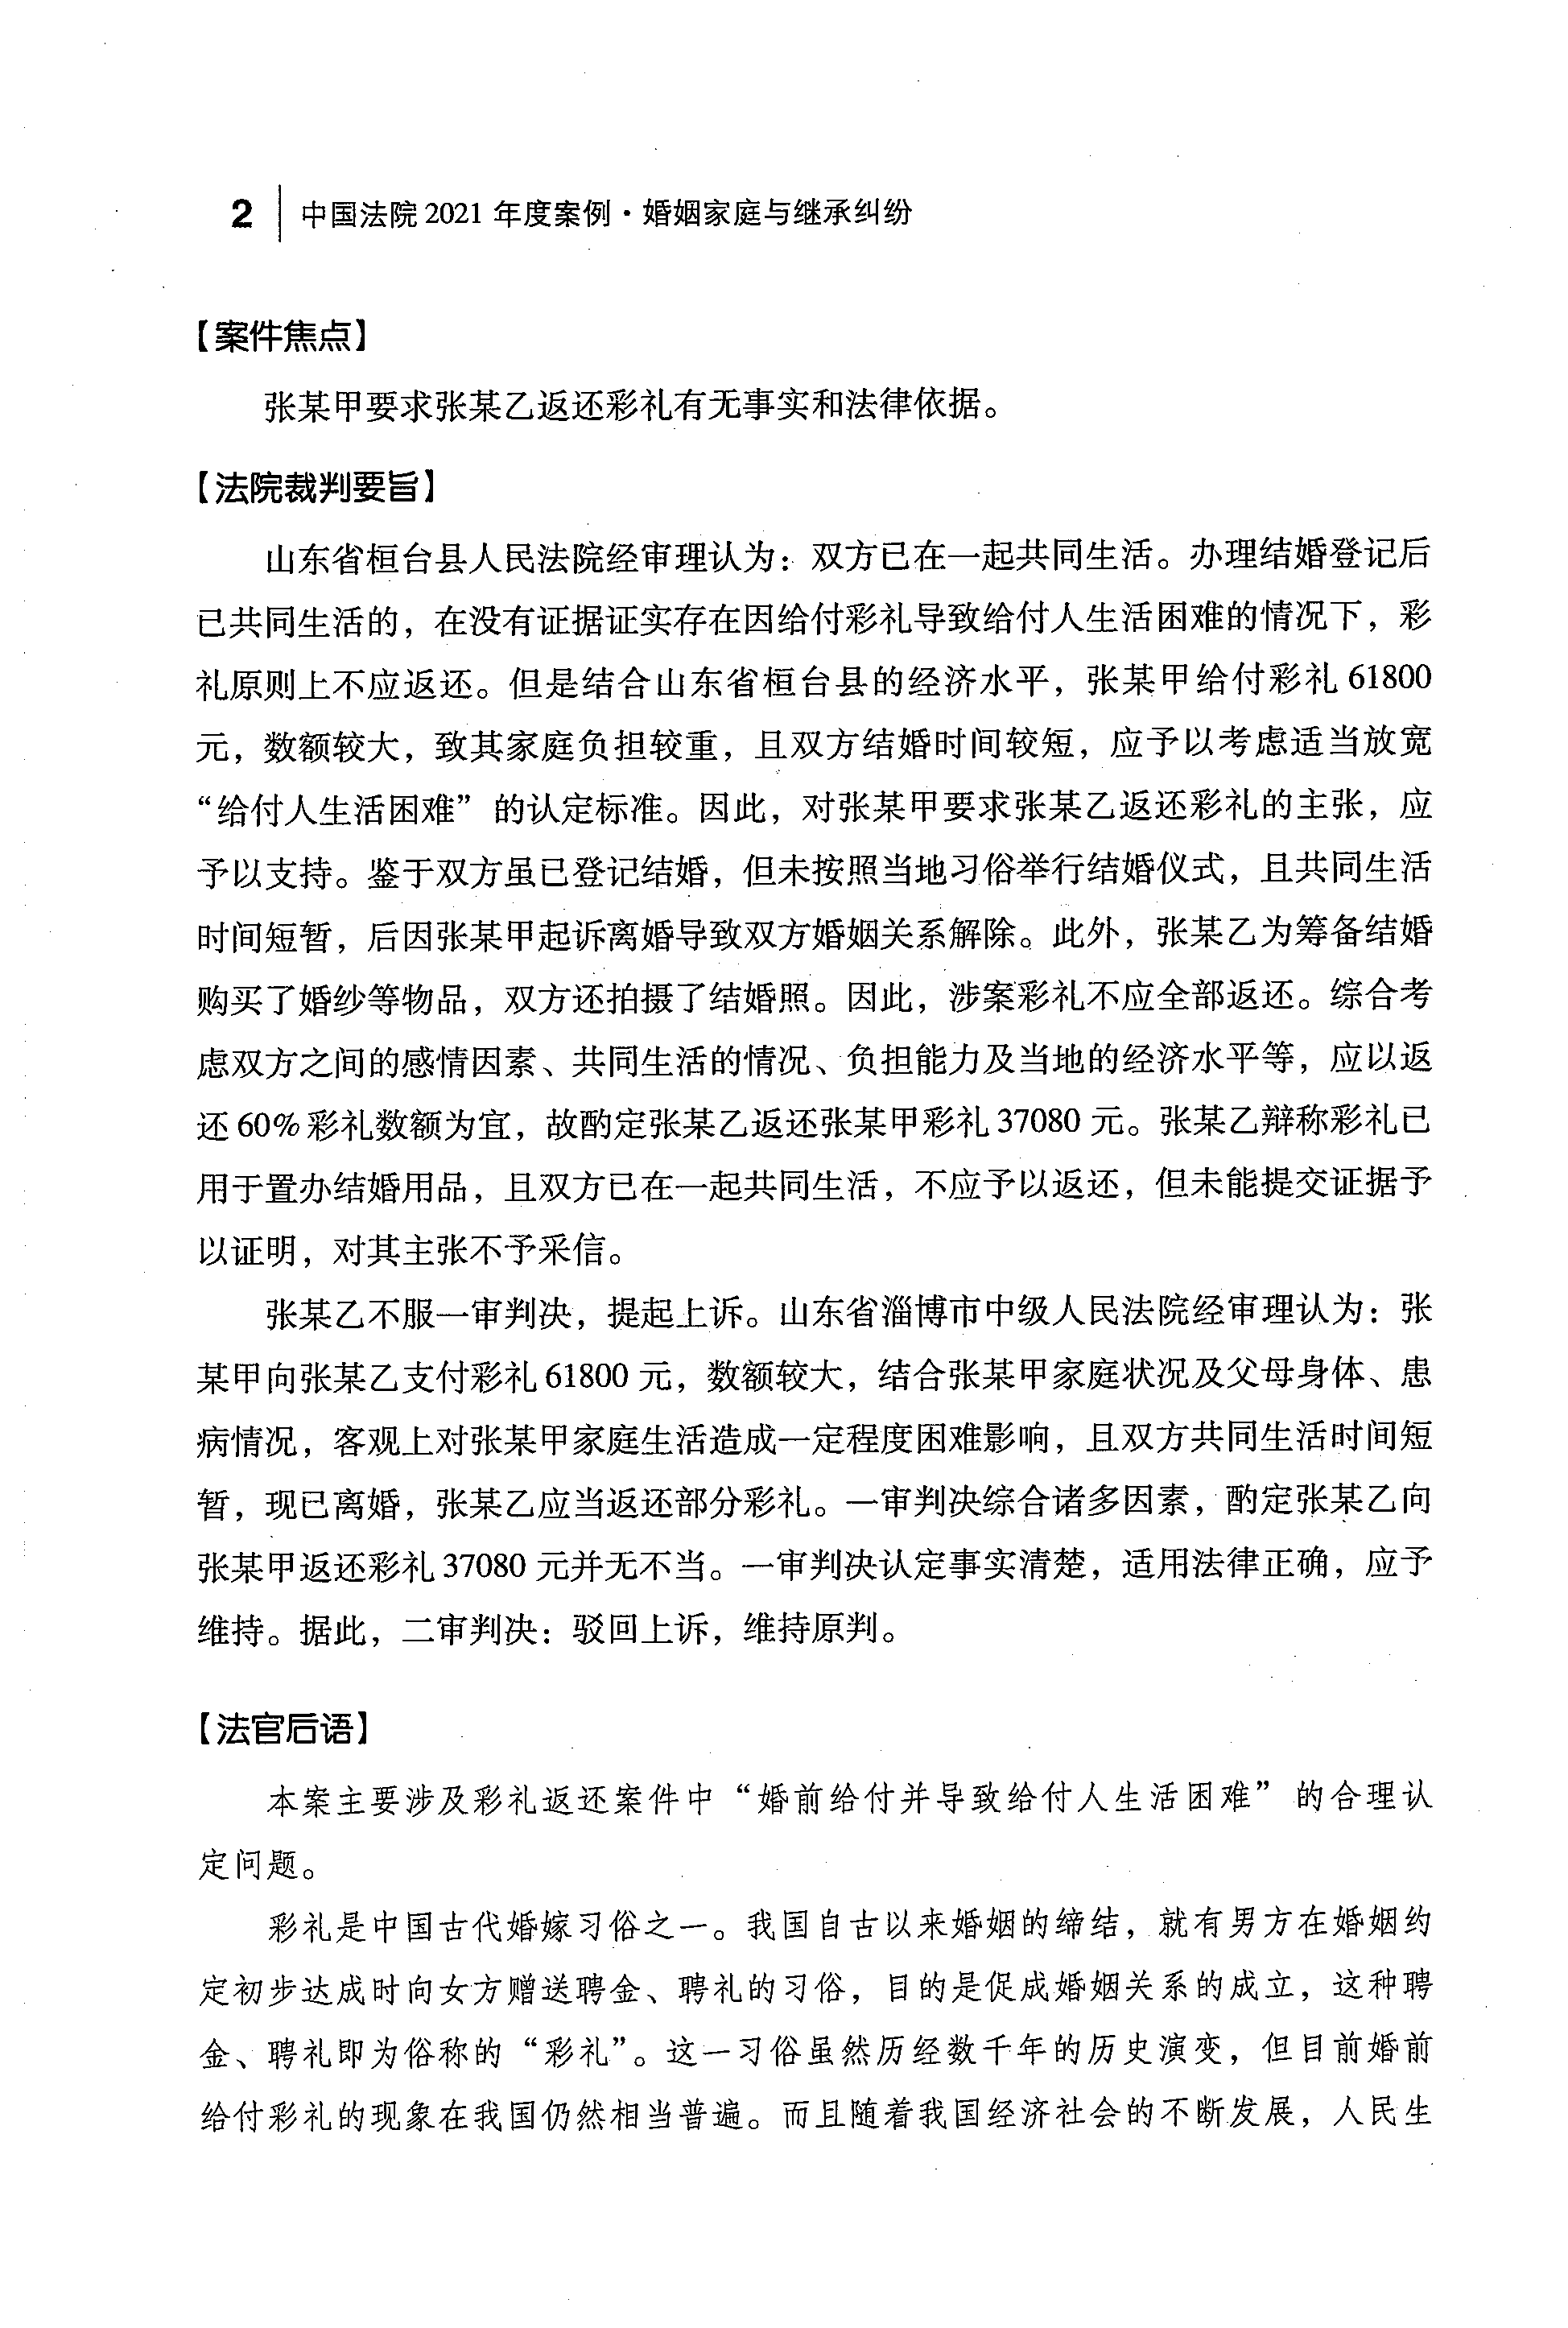 2 | 中国法院 2021 年度案例·婚姻家庭与继承纠纷
【案件焦点】
张某甲要求张某乙返还彩礼有无事实和法律依据。
【法院裁判要旨】
山东省桓台县人民法院经审理认为：双方已在一起共同生活。办理结婚登记后
已共同生活的，在没有证据证实存在因给付彩礼导致给付人生活困难的情况下，彩
礼原则上不应返还。但是结合山东省桓台县的经济水平，张某甲给付彩礼 61800
元，数额较大，致其家庭负担较重，且双方结婚时间较短，应予以考虑适当放宽
“给付人生活困难”的认定标准。因此，对张某甲要求张某乙返还彩礼的主张，应
予以支持。鉴于双方虽已登记结婚，但未按照当地习俗举行结婚仪式，且共同生活
时间短暂，后因张某甲起诉离婚导致双方婚姻关系解除。此外，张某乙为筹备结婚
购买了婚纱等物品，双方还拍摄了结婚照。因此，涉案彩礼不应全部返还。综合考
虑双方之间的感情因素、共同生活的情况、负担能力及当地的经济水平等，应以返
还 60% 彩礼数额为宜，故酌定张某乙返还张某甲彩礼 37080 元。张某乙辩称彩礼已
用于置办结婚用品，且双方已在一起共同生活，不应予以返还，但未能提交证据予
以证明，对其主张不予采信。
张某乙不服一审判决，提起上诉。山东省淄博市中级人民法院经审理认为：张
某甲向张某乙支付彩礼 61800 元，数额较大，结合张某甲家庭状况及父母身体、患
病情况，客观上对张某甲家庭生活造成一定程度困难影响，且双方共同生活时间短
暂，现已离婚，张某乙应当返还部分彩礼。一审判决综合诸多因素，酌定张某乙向
张某甲返还彩礼 37080 元并无不当。一审判决认定事实清楚，适用法律正确，应予
维持。据此，二审判决：驳回上诉，维持原判。
【法官后语】
本案主要涉及彩礼返还案件中“婚前给付并导致给付人生活困难”的合理认
定问题。
彩礼是中国古代婚嫁习俗之一。我国自古以来婚姻的缔结，就有男方在婚姻约
定初步达成时向女方赠送聘金、聘礼的习俗，目的是促成婚姻关系的成立，这种聘
金、聘礼即为俗称的“彩礼”。这一习俗虽然历经数千年的历史演变，但目前婚前
给付彩礼的现象在我国仍然相当普遍。而且随着我国经济社会的不断发展，人民生